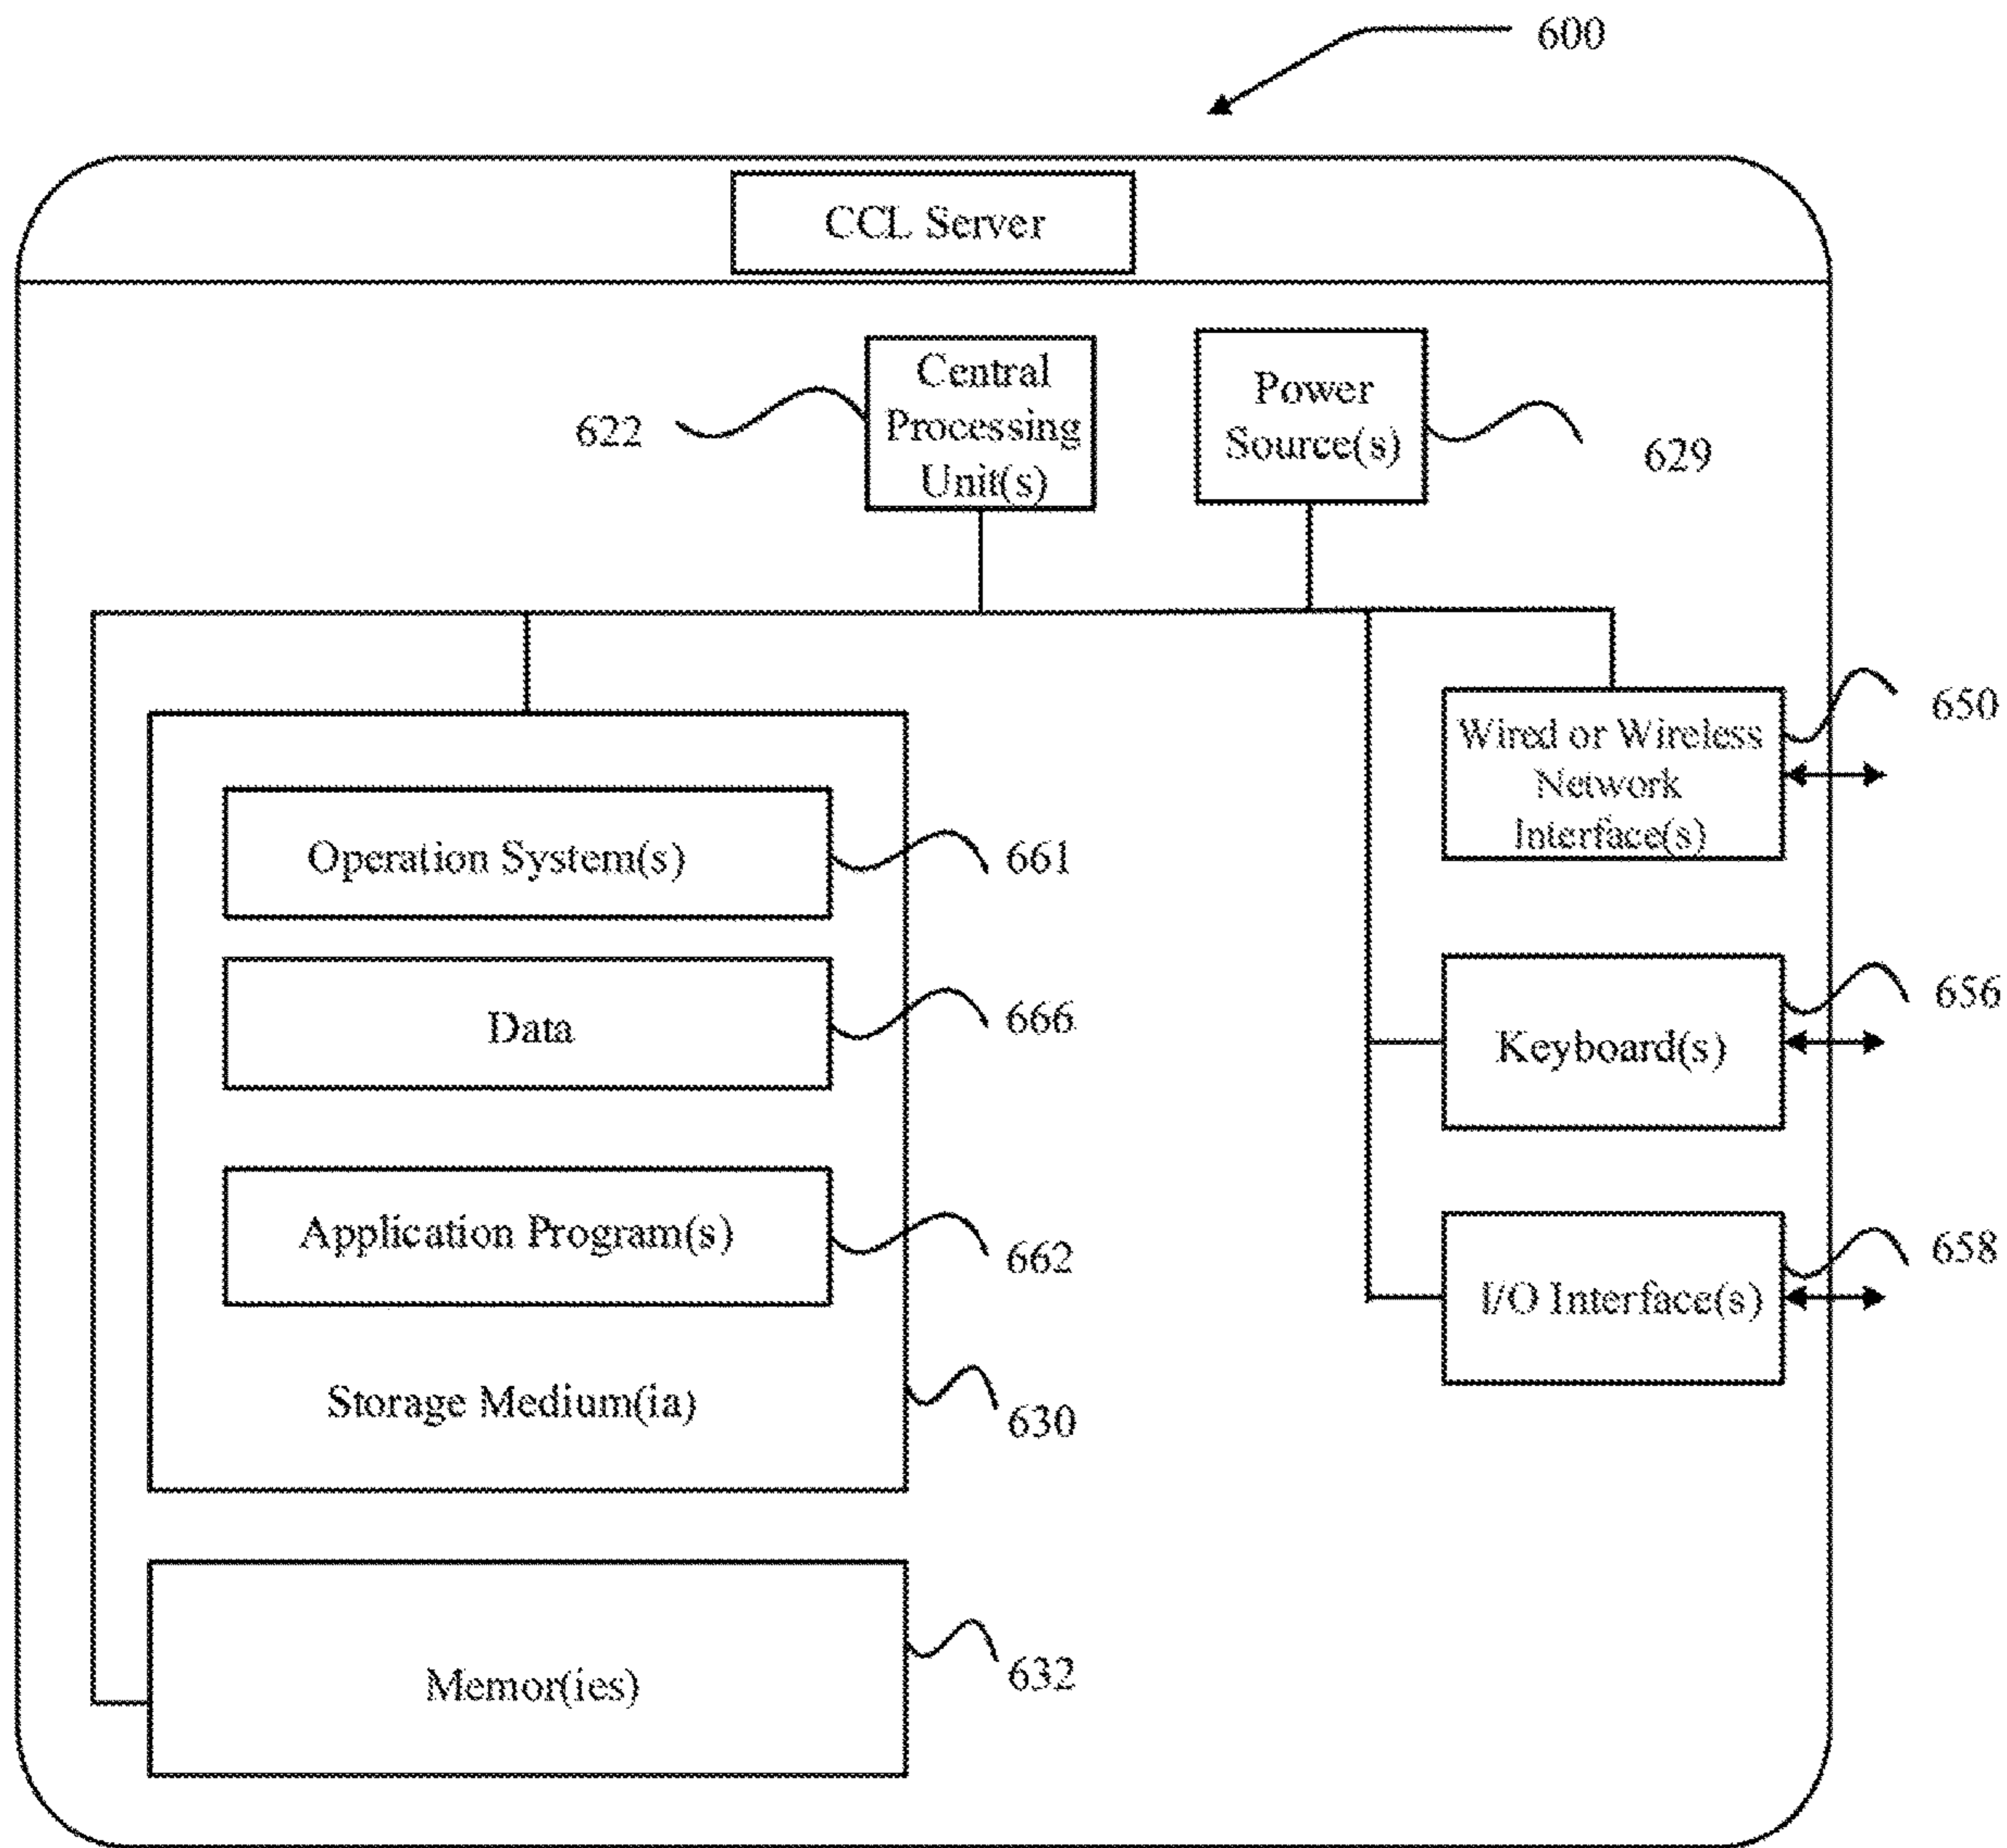 600
CCL Server
Central
Processing
Unit(s)
622
Power
Source(s)
629
Wired or Wireless
Network
Interface(s)
650
Operation System(s)
661
Data
666
Keyboard(s)
656
Application Program(s)
662
I/O Interface(s)
658
Storage Medium(ia)
630
Memor(ies)
632